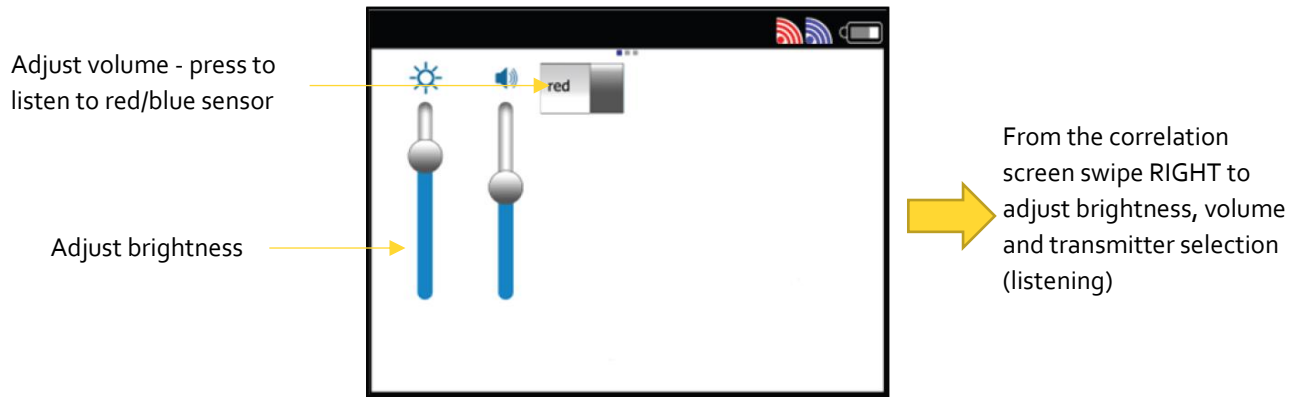 Adjust volume - press to
listen to red/blue sensor
red
Adjust brightness
From the correlation
screen swipe RIGHT to
adjust brightness, volume
and transmitter selection
(listening)